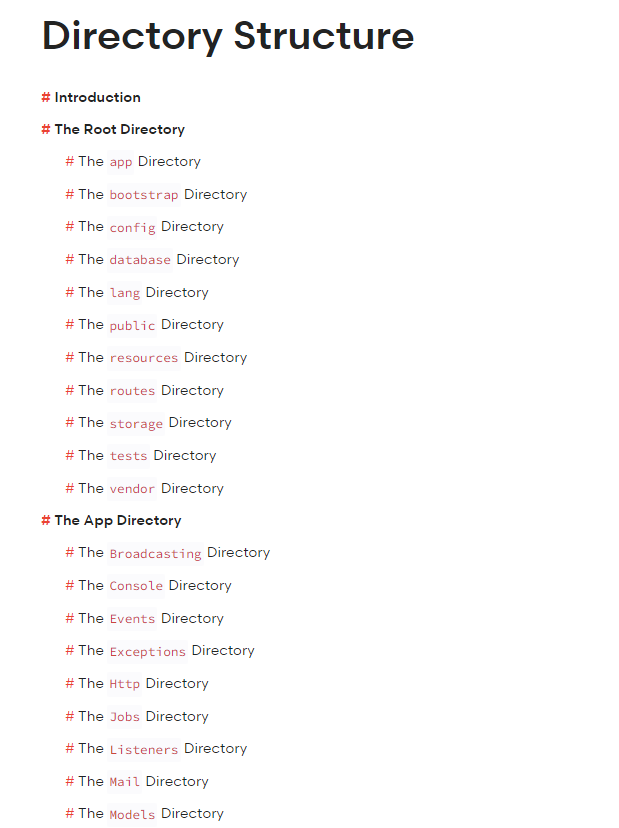 Directory Structure
# Introduction
# The Root Directory
# The app Directory
# The bootstrap Directory
# The config Directory
# The database Directory
# The lang Directory
# The public Directory
# The resources Directory
# The routes Directory
# The storage Directory
# The tests Directory
# The vendor Directory
# The App Directory
# The Broadcasting Directory
# The Console Directory
# The Events Directory
# The Exceptions Directory
# The Http Directory
# The Jobs Directory
# The Listeners Directory
# The Mail Directory
# The Models Directory